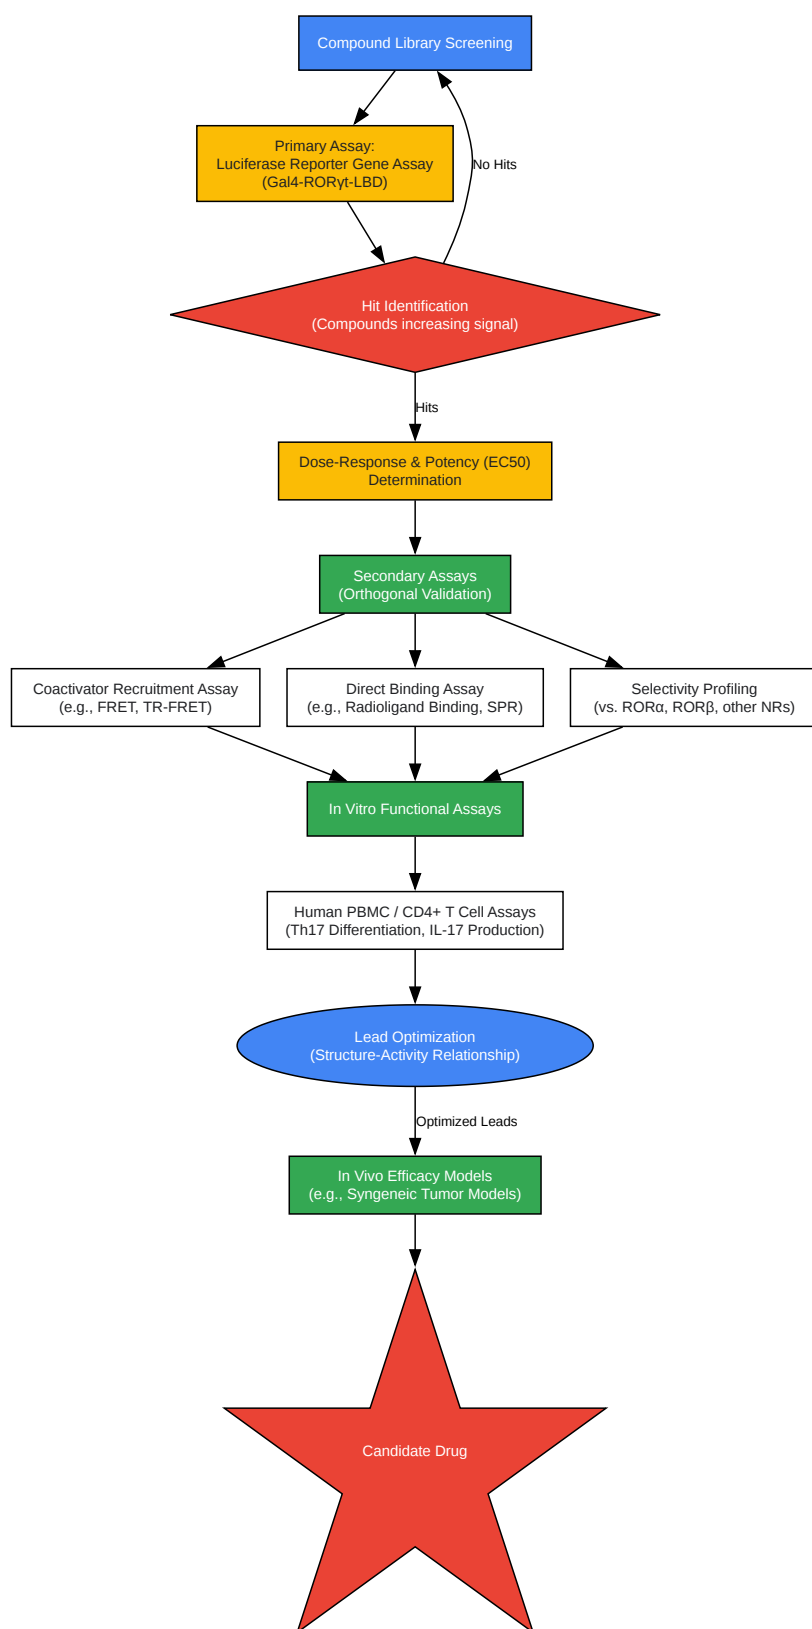 Compound Library Screening
Primary Assay:
Luciferase Reporter Gene Assay
(Gal4-RORγt-LBD)
No Hits
Hit Identification
(Compounds increasing signal)
Hits
Dose-Response & Potency (EC50)
Determination
Secondary Assays
(Orthogonal Validation)
Coactivator Recruitment Assay
(e.g., FRET, TR-FRET)
Direct Binding Assay
(e.g., Radioligand Binding, SPR)
Selectivity Profiling
(vs. RORα, RORβ, other NRs)
In Vitro Functional Assays
Human PBMC / CD4+ T Cell Assays
(Th17 Differentiation, IL-17 Production)
Lead Optimization
(Structure-Activity Relationship)
Optimized Leads
In Vivo Efficacy Models
(e.g., Syngeneic Tumor Models)
Candidate Drug